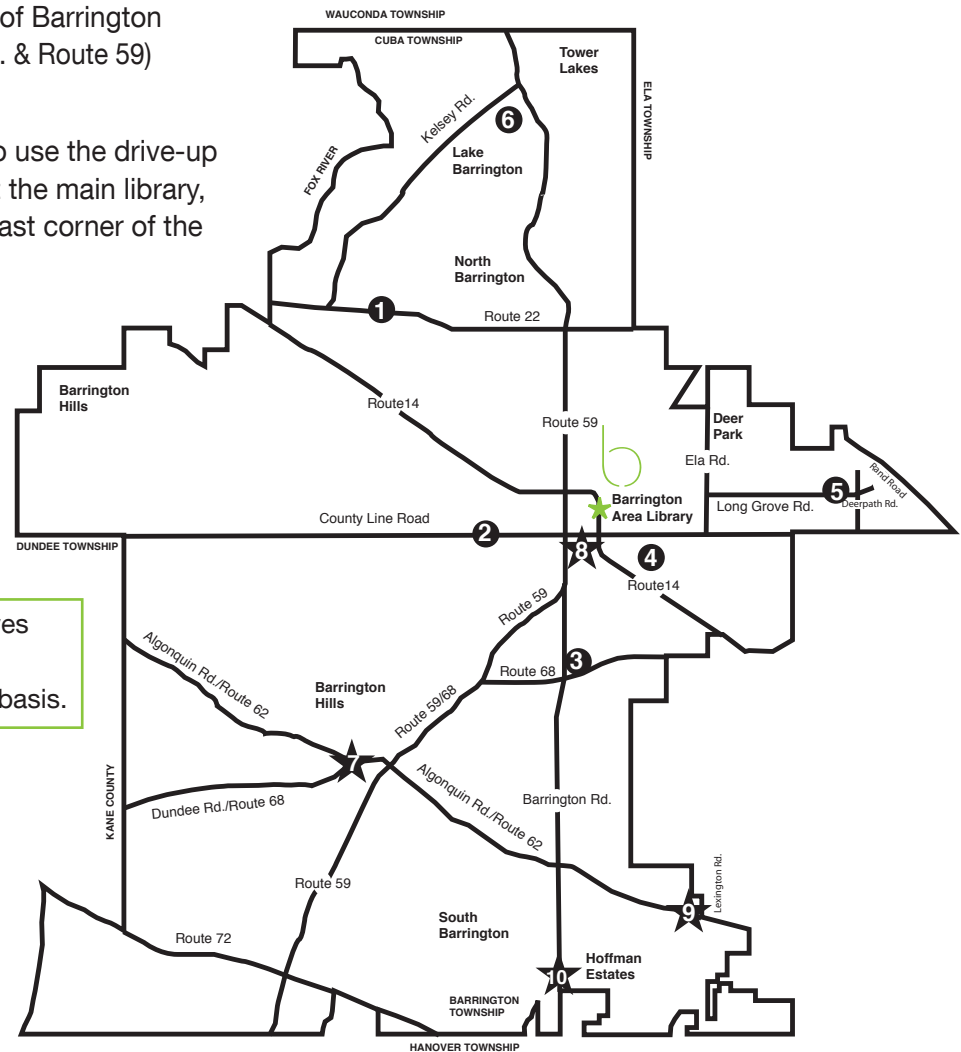 of Barrington
. & Route 59)
o use the drive-up
the main library,
ast corner of the
es
basis.
WAUCONDA TOWNSHIP
CUBA TOWNSHIP
Tower
Lakes
ELA TOWNSHIP
Kelsey Rd.
6
Lake
Barrington
FOX RIVER
North
Barrington
1
Route 22
Barrington
Hills
Route14
Route 59
b
Deer
Park
Ela Rd.
Rand Road
5
Deerpath Rd.
Long Grove Rd.
Barrington
Area Library
County Line Road
2
DUNDEE TOWNSHIP
8
4
Route14
Route 59
Algonquin Rd./Route 62
3
Route 68
Barrington
Hills
Route 59/68
7
Algonquin Rd./Route 62
KANE COUNTY
Dundee Rd./Route 68
Barrington Rd.
Route 59
Lexington Rd.
9
South
Barrington
Route 72
Hoffman
Estates
10
BARRINGTON
TOWNSHIP
HANOVER TOWNSHIP